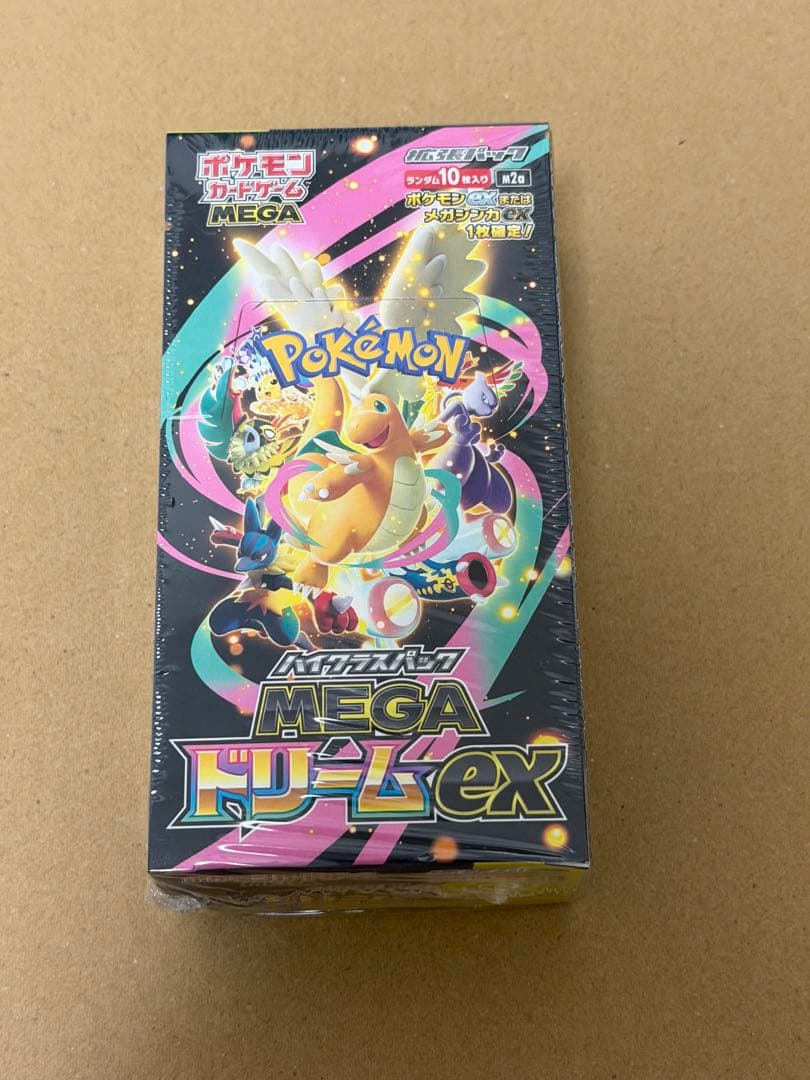 ポケモン
カードゲーム
MEGA
拡張パック
ランダム10枚入り
m2a
ポケモンexまたは
メガシンカex
1枚確定!
POKéMON
ハイクラスパック
MEGA
ドリームex